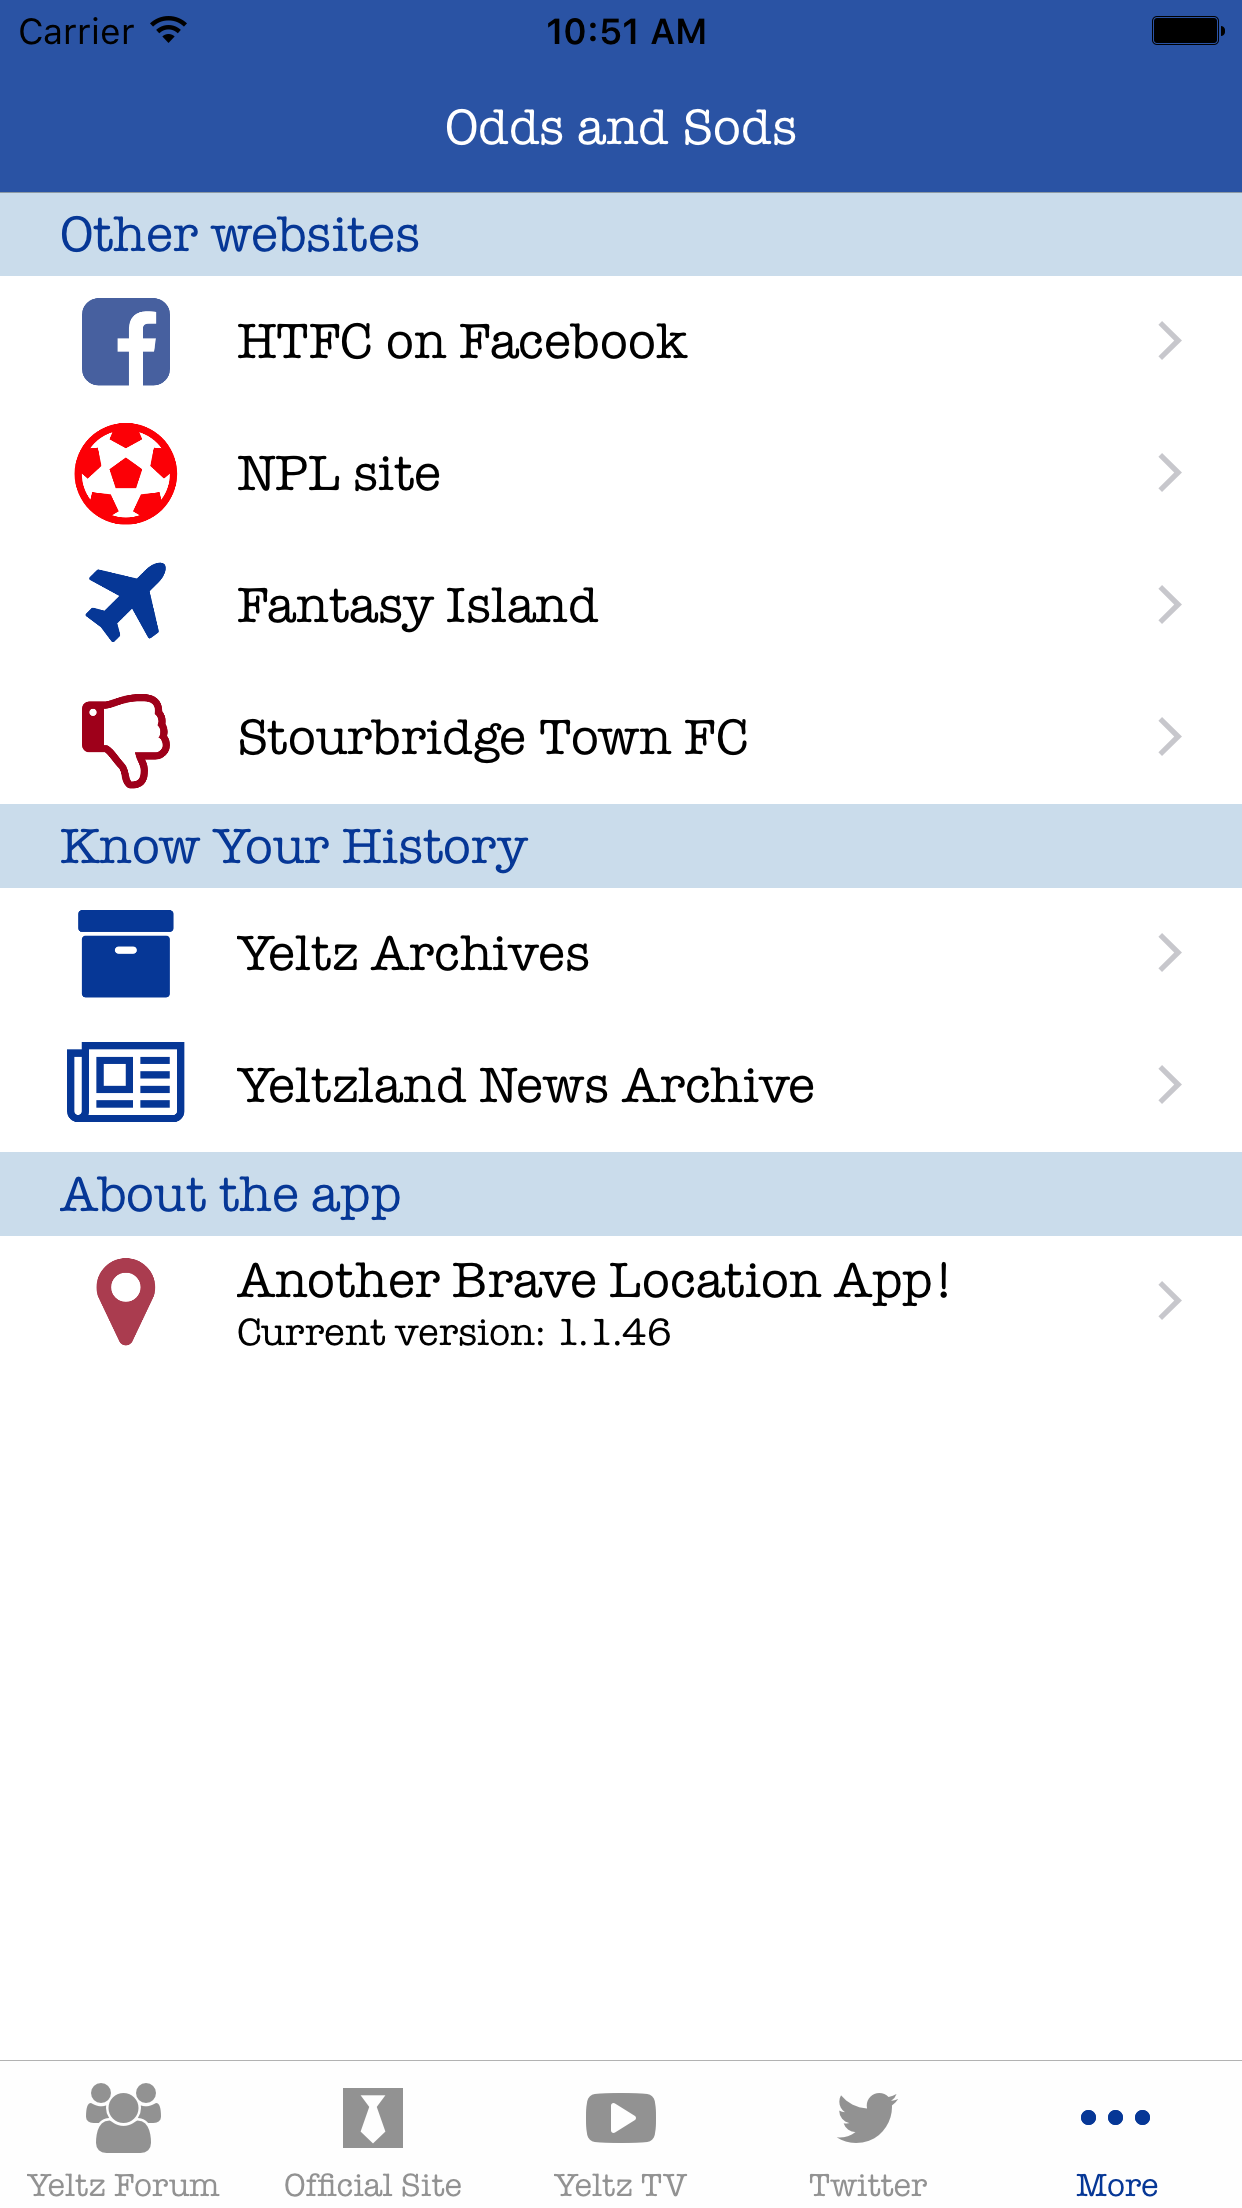 Carrier 10:51 AM
Odds and Sods
Other websites
HTFC on Facebook
NPL site
Fantasy Island
Stourbridge Town FC
Know Your History
Yeltz Archives
Yeltzland News Archive
About the app
Another Brave Location App!
Current version: 1.1.46
Yeltz Forum Official Site Yeltz TV Twitter More